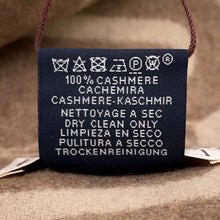 100% CASHMERE
CACHEMIRA
CASHMERE-KASCHMIR
NETTOYAGE A SEC
DRY CLEAN ONLY
LIMPIEZA EN SECO
PULITURA A SECCO
TROCKENREINIGUNG